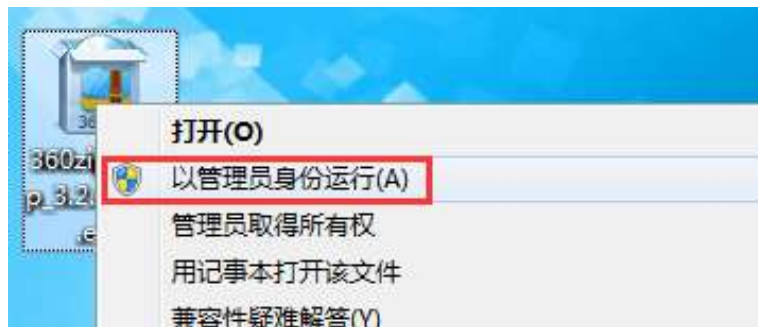 打开(O)
以管理员身份运行(A)
管理员取得所有权
用记事本打开该文件
兼容性疑难解答(Y)
36
360zi
p_3.2.
.e